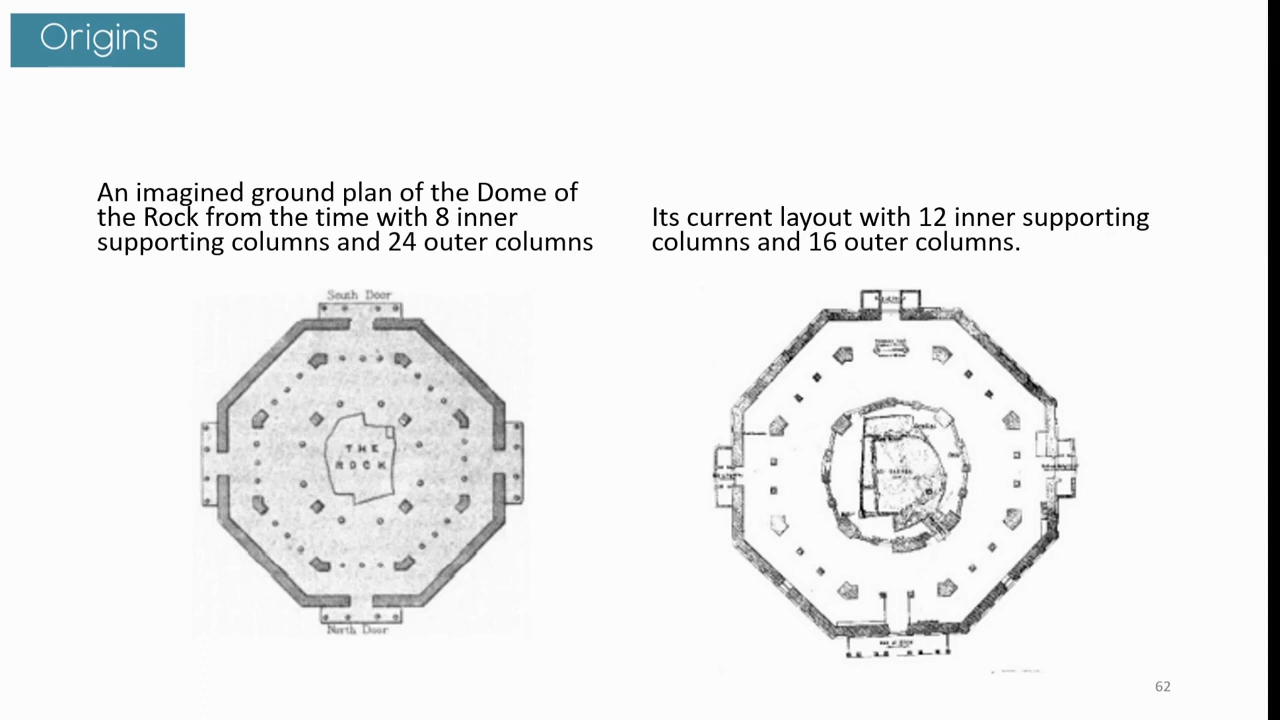 Origins
An imagined ground plan of the Dome of
the Rock from the time with 8 inner
supporting columns and 24 outer columns
Its current layout with 12 inner supporting
columns and 16 outer columns.
South Door
THE
ROCK
North Door
62